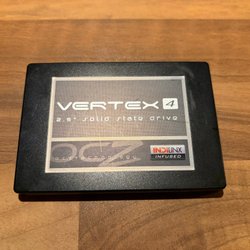 VERTEX 4
2.5" solid state drive
OCZ
INDILINX
INFUSED